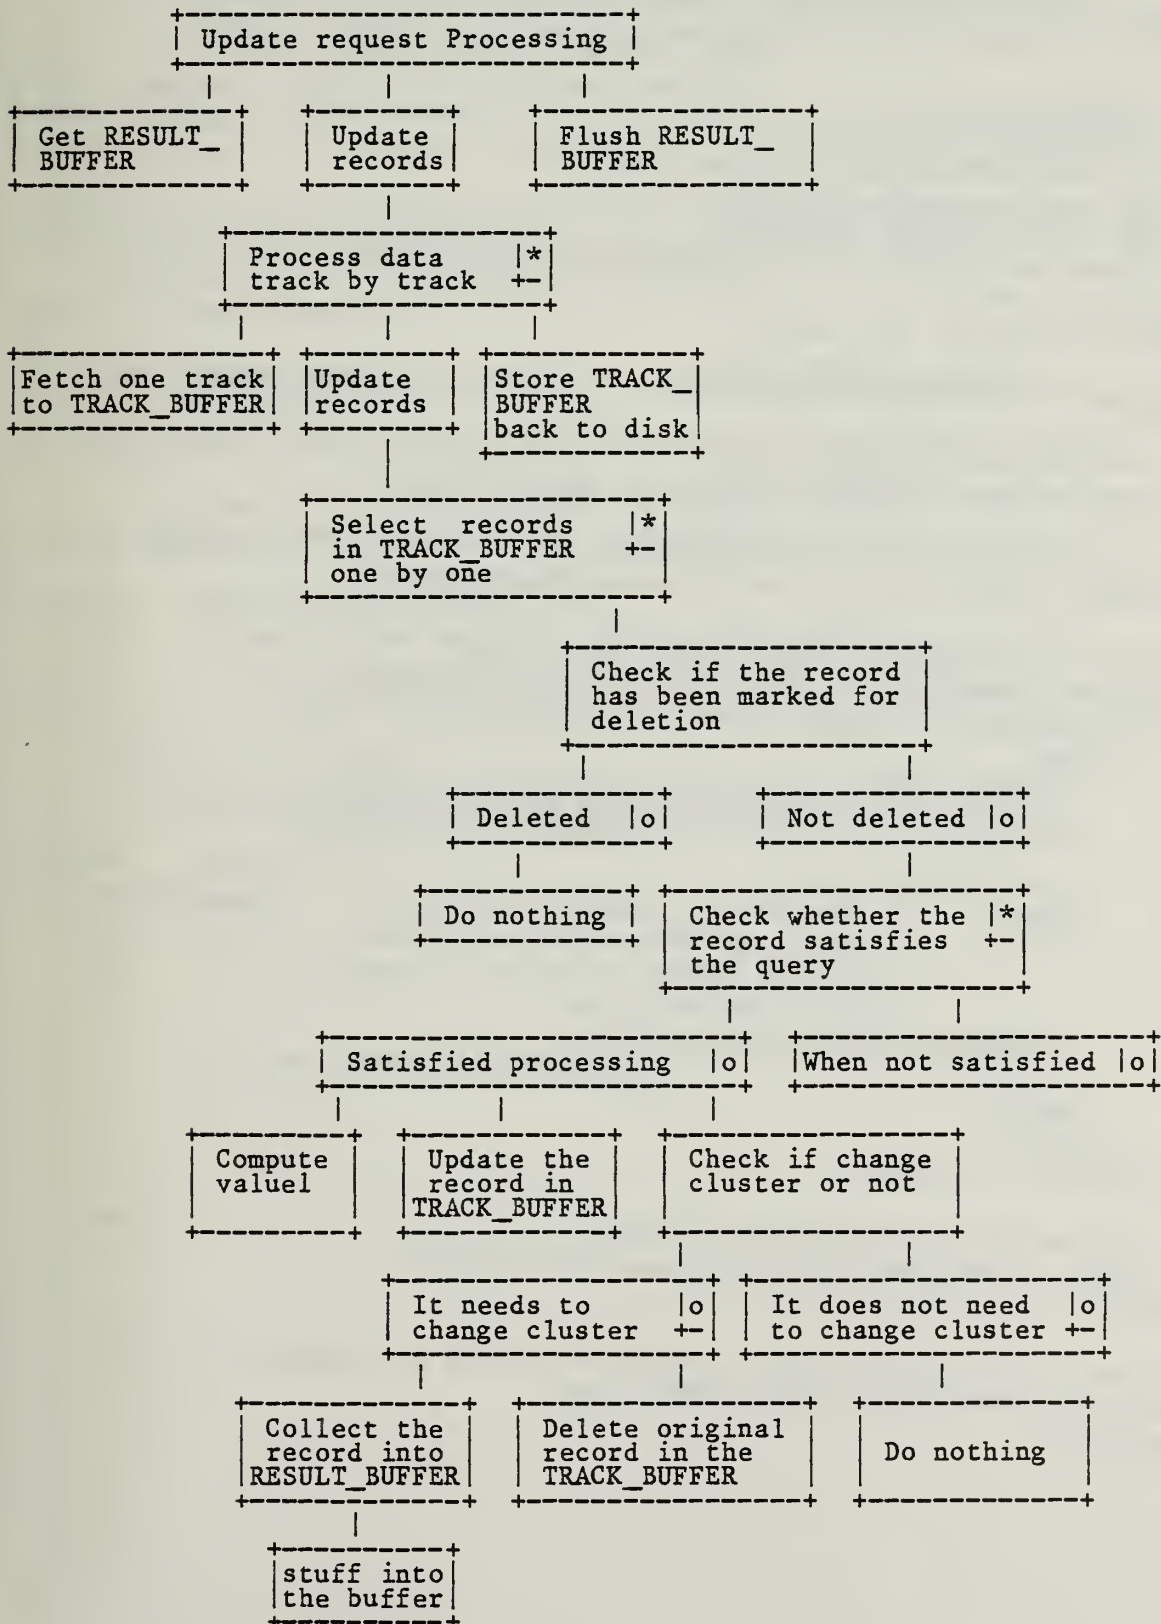 Update request Processing
Get RESULT_
BUFFER
Update
records
Flush RESULT_
BUFFER
Process data *
track by track
Fetch one track
to TRACK_BUFFER
Update
records
Store TRACK_
BUFFER
back to disk
Select records *
in TRACK_BUFFER
one by one
Check if the record
has been marked for
deletion
Deleted o
Not deleted o
Do nothing
Check whether the *
record satisfies
the query
Satisfied processing o
When not satisfied o
Compute
value1
Update the
record in
TRACK_BUFFER
Check if change
cluster or not
It needs to o
change cluster
It does not need o
to change cluster
Collect the
record into
RESULT_BUFFER
Delete original
record in the
TRACK_BUFFER
Do nothing
stuff into
the buffer